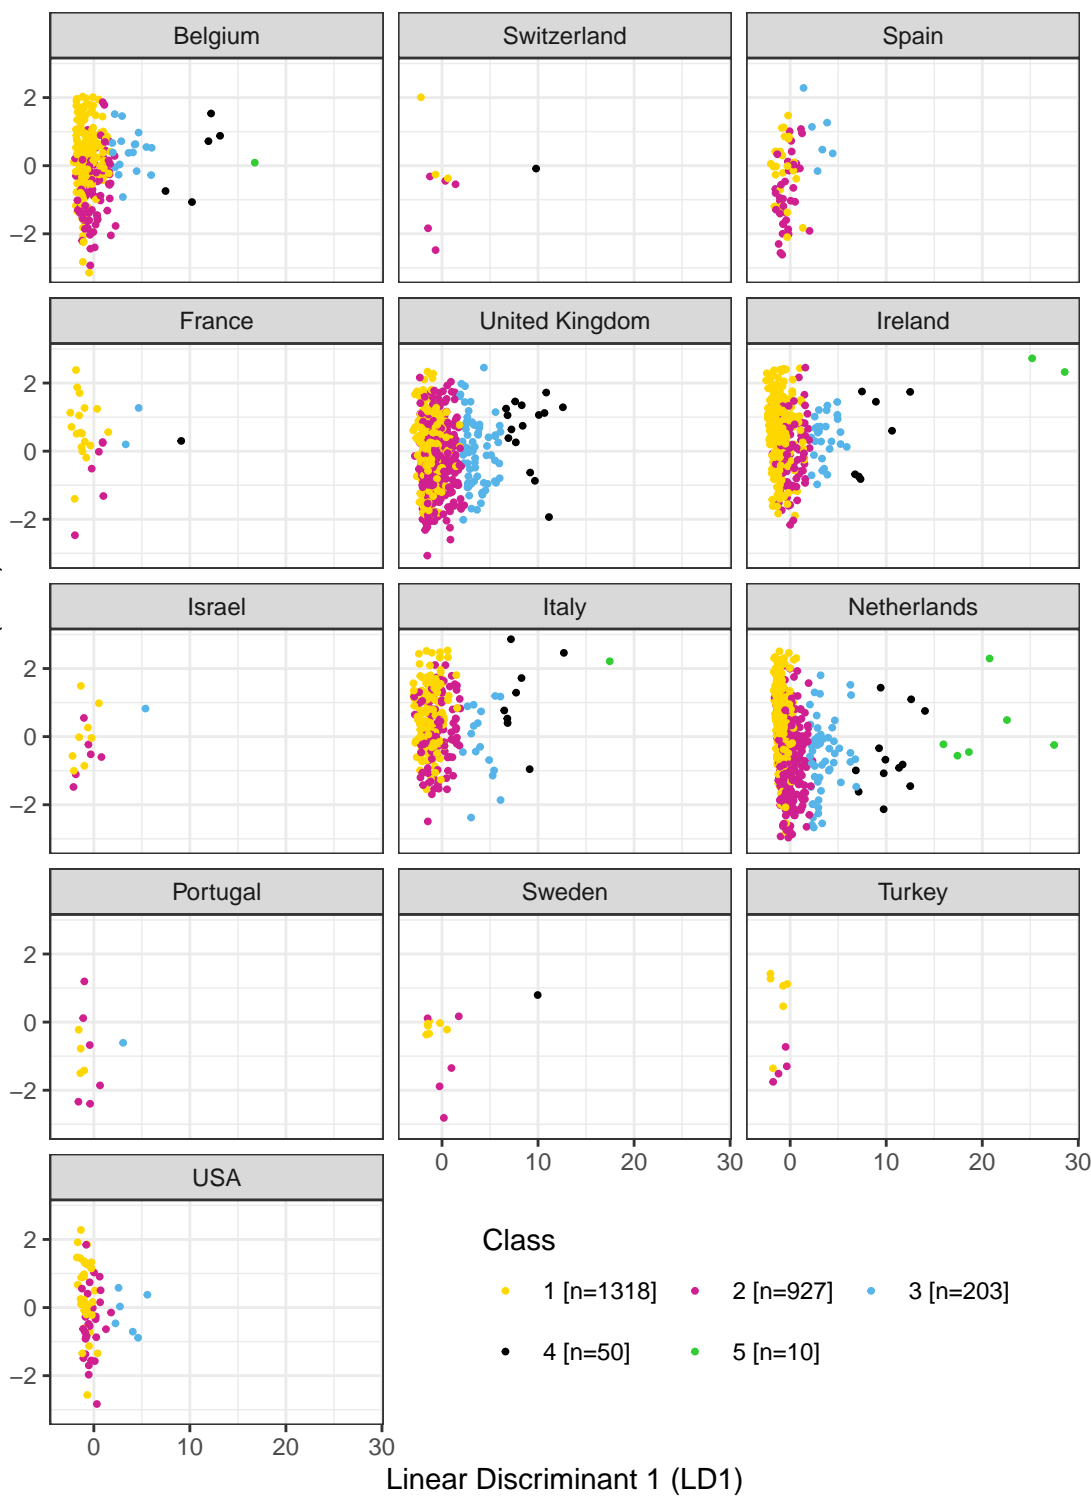 Belgium Switzerland Spain
2
0
−2
France United Kingdom Ireland
2
0
−2
Israel Italy Netherlands
2
0
−2
Portugal Sweden Turkey
2
0
−2
0 10 20 30 0 10 20 30
USA
2
0
−2
0 10 20 30
Class
1 [n=1318] 2 [n=927] 3 [n=203]
4 [n=50] 5 [n=10]
Linear Discriminant 1 (LD1)